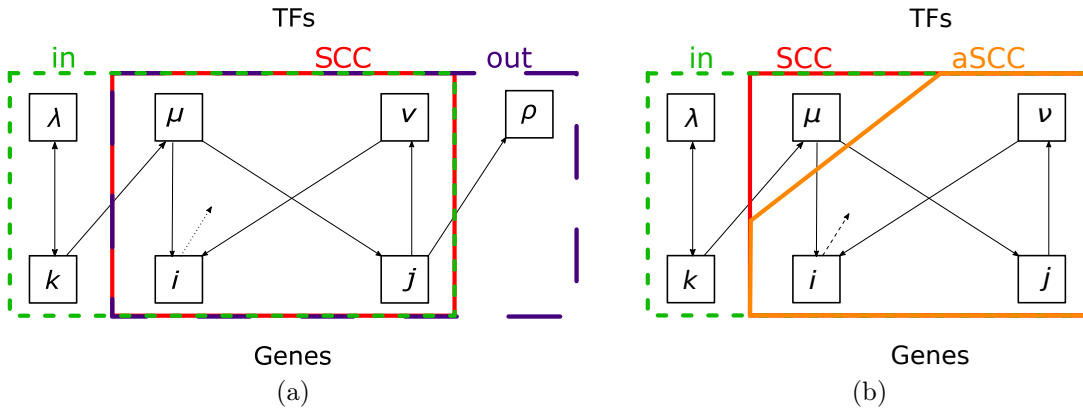 TFs
in SCC out
λ μ v ρ
k i j
Genes
(a)
TFs
in SCC aSCC
λ μ ν
k i j
Genes
(b)